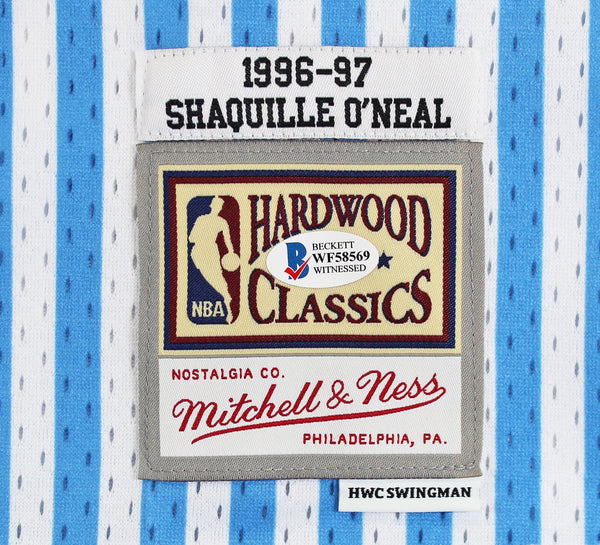 1996-97
SHAQUILLE O'NEAL
HARDWOOD
BECKETT
WF58569
WITNESSED
B
NBA
CLASSICS
NOSTALGIA CO.
Mitchell & Ness
PHILADELPHIA, PA.
HWC SWINGMAN